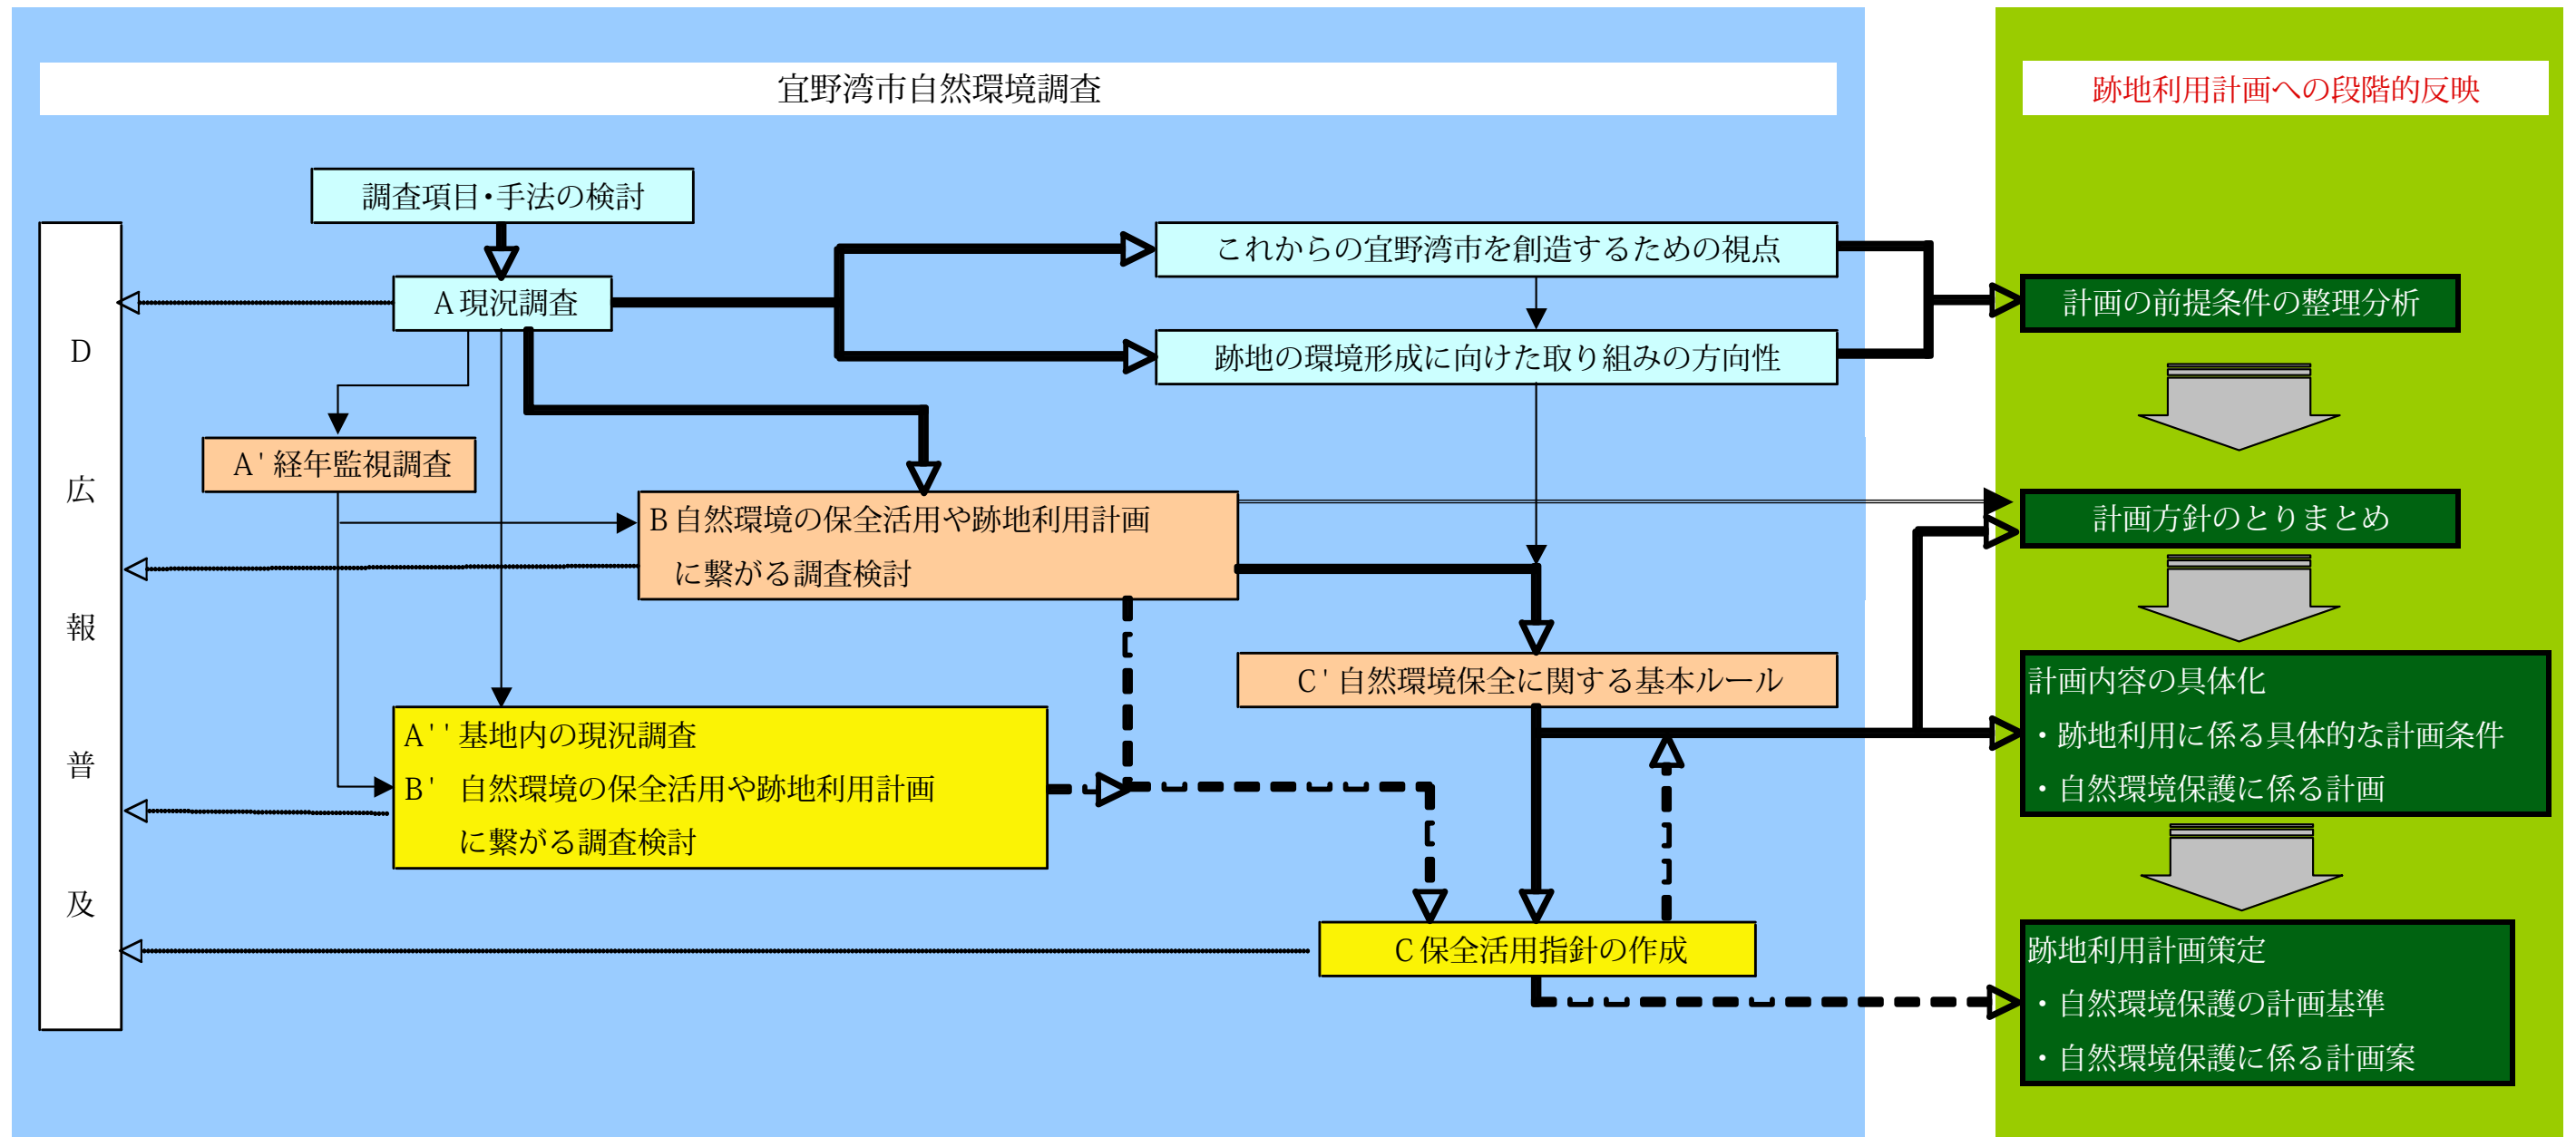 宜野湾市自然環境調査
跡地利用計画への段階的反映
調査項目・手法の検討
D広報普及
A 現況調査
これからの宜野湾市を創造するための視点
跡地の環境形成に向けた取り組みの方向性
計画の前提条件の整理分析
A' 経年監視調査
B 自然環境の保全活用や跡地利用計画
に繋がる調査検討
計画方針のとりまとめ
C' 自然環境保全に関する基本ルール
A'' 基地内の現況調査
B' 自然環境の保全活用や跡地利用計画
に繋がる調査検討
計画内容の具体化
・跡地利用に係る具体的な計画条件
・自然環境保護に係る計画
C 保全活用指針の作成
跡地利用計画策定
・自然環境保護の計画基準
・自然環境保護に係る計画案